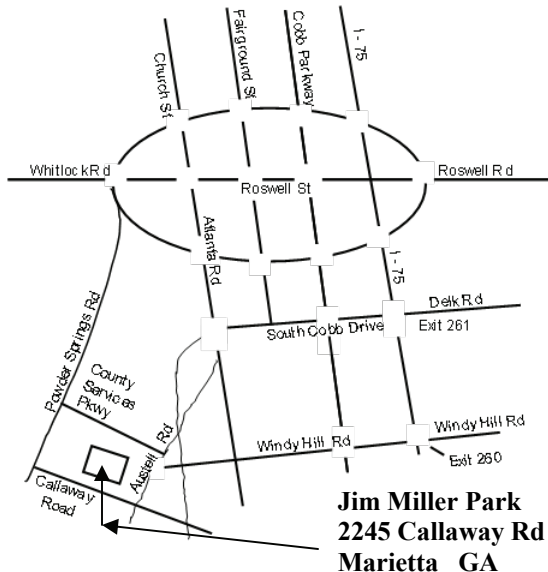 Church St
Fairground St
Cobb Parkway
I - 75
Whitlock Rd
Roswell St
Roswell Rd
Atlanta Rd
I - 75
Powder Springs Rd
Delk Rd
South Cobb Drive
Exit 261
County
Services
Pkwy
Austell Rd
Windy Hill Rd
Windy Hill Rd
Exit 260
Callaway
Road
Jim Miller Park
2245 Callaway Rd
Marietta GA